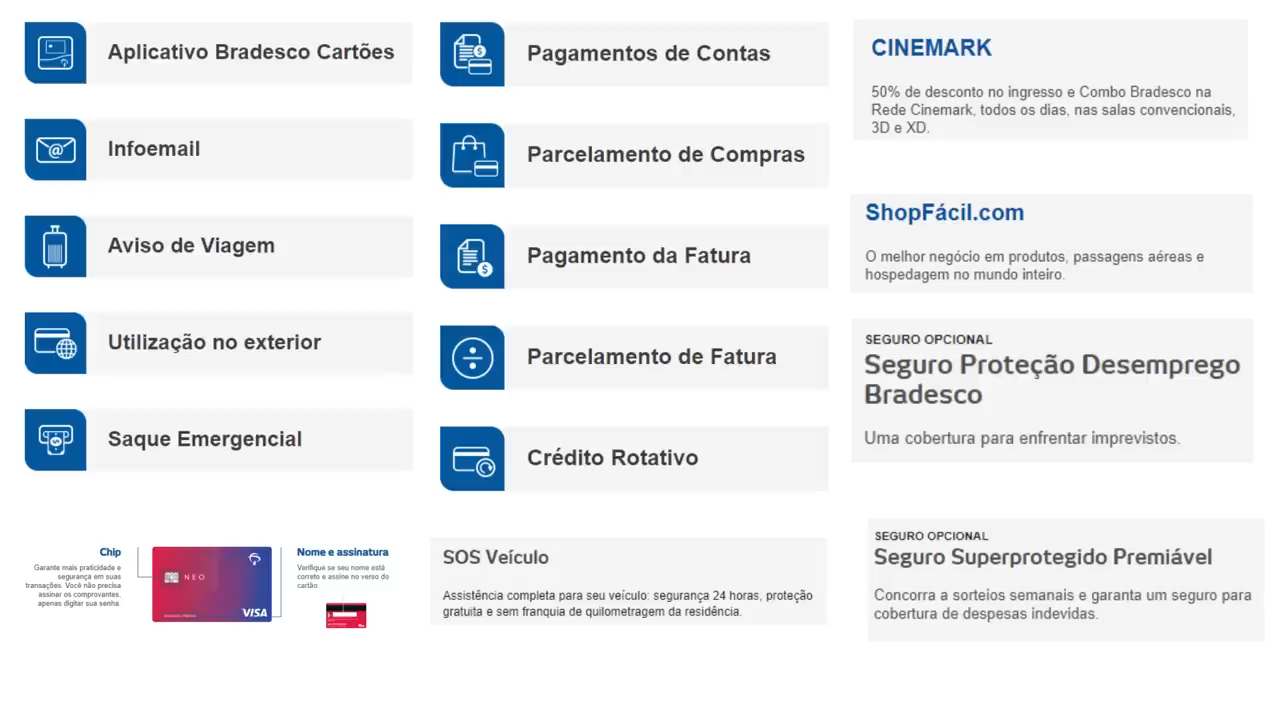 Aplicativo Bradesco Cartões
Infoemail
Aviso de Viagem
Utilização no exterior
Saque Emergencial
Pagamentos de Contas
Parcelamento de Compras
Pagamento da Fatura
Parcelamento de Fatura
Crédito Rotativo
CINEMARK
50% de desconto no ingresso e Combo Bradesco na
Rede Cinemark, todos os dias, nas salas convencionais,
3D e XD.
ShopFácil.com
O melhor negócio em produtos, passagens aéreas e
hospedagem no mundo inteiro.
SEGURO OPCIONAL
Seguro Proteção Desemprego
Bradesco
Uma cobertura para enfrentar imprevistos.
Chip
Garante mais praticidade e
segurança em suas
transações. Você não precisa
assinar os comprovantes,
apenas digitar sua senha.
NEO
VISA
Nome e assinatura
Verifique se seu nome está
correto e assine no verso do
cartão.
SOS Veículo
Assistência completa para seu veículo: segurança 24 horas, proteção
gratuita e sem franquia de quilometragem da residência.
SEGURO OPCIONAL
Seguro Superprotegido Premiável
Concorra a sorteios semanais e garanta um seguro para
cobertura de despesas indevidas.